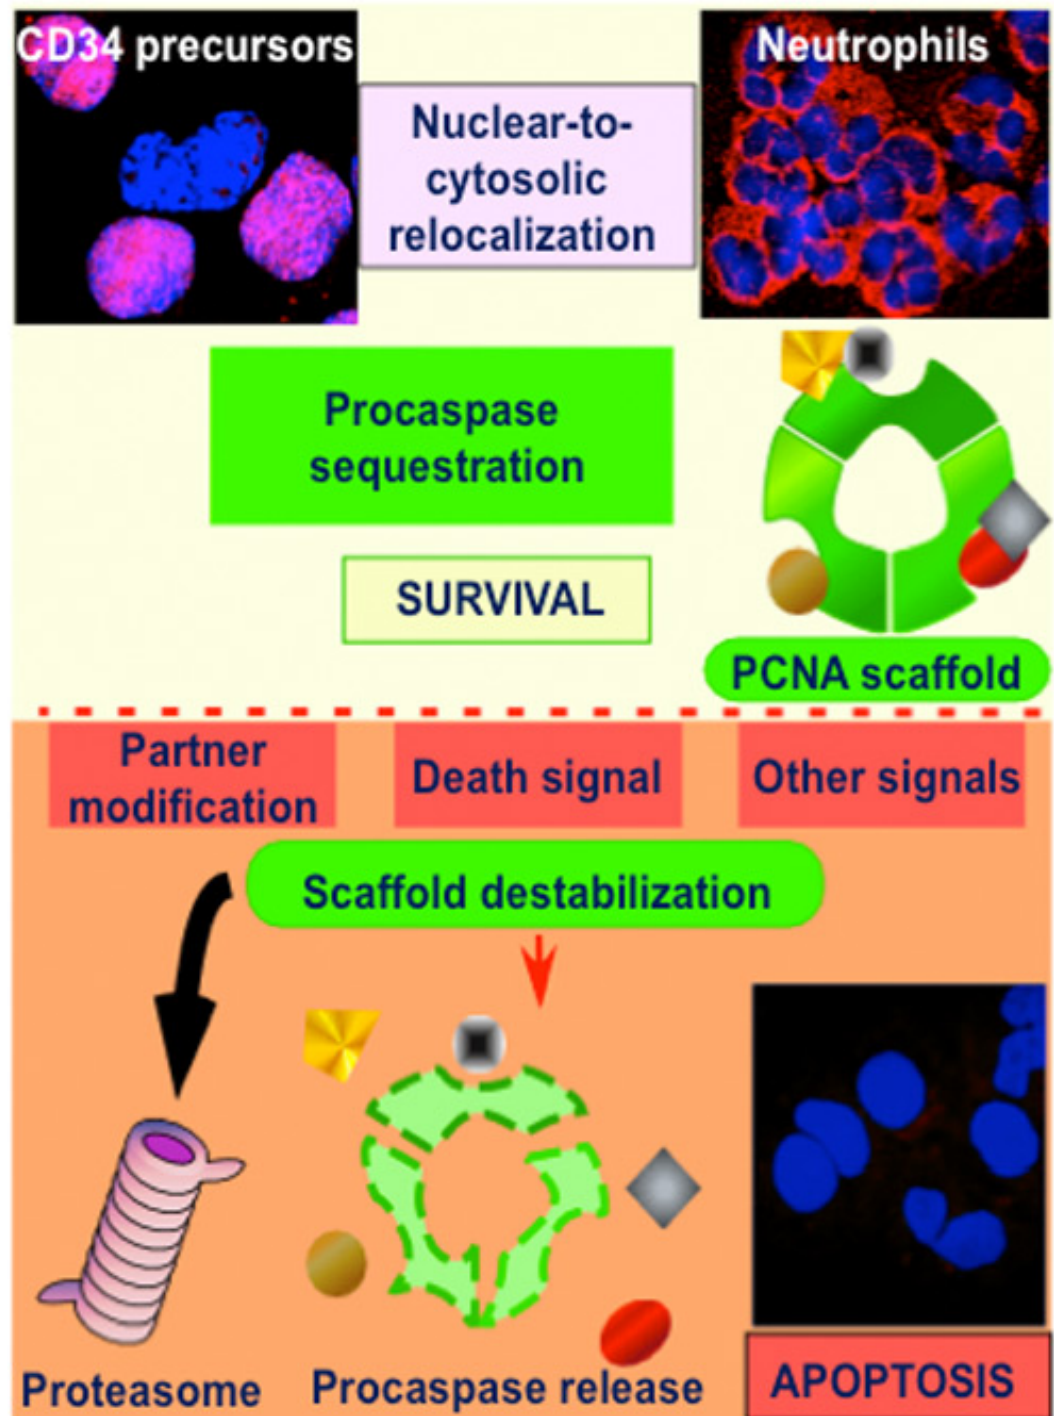 CD34 precursors
Neutrophils
Nuclear-to-
cytosolic
relocalization
Procaspase
sequestration
SURVIVAL
PCNA scaffold
Partner
modification
Death signal
Other signals
Scaffold destabilization
Proteasome
Procaspase release
APOPTOSIS